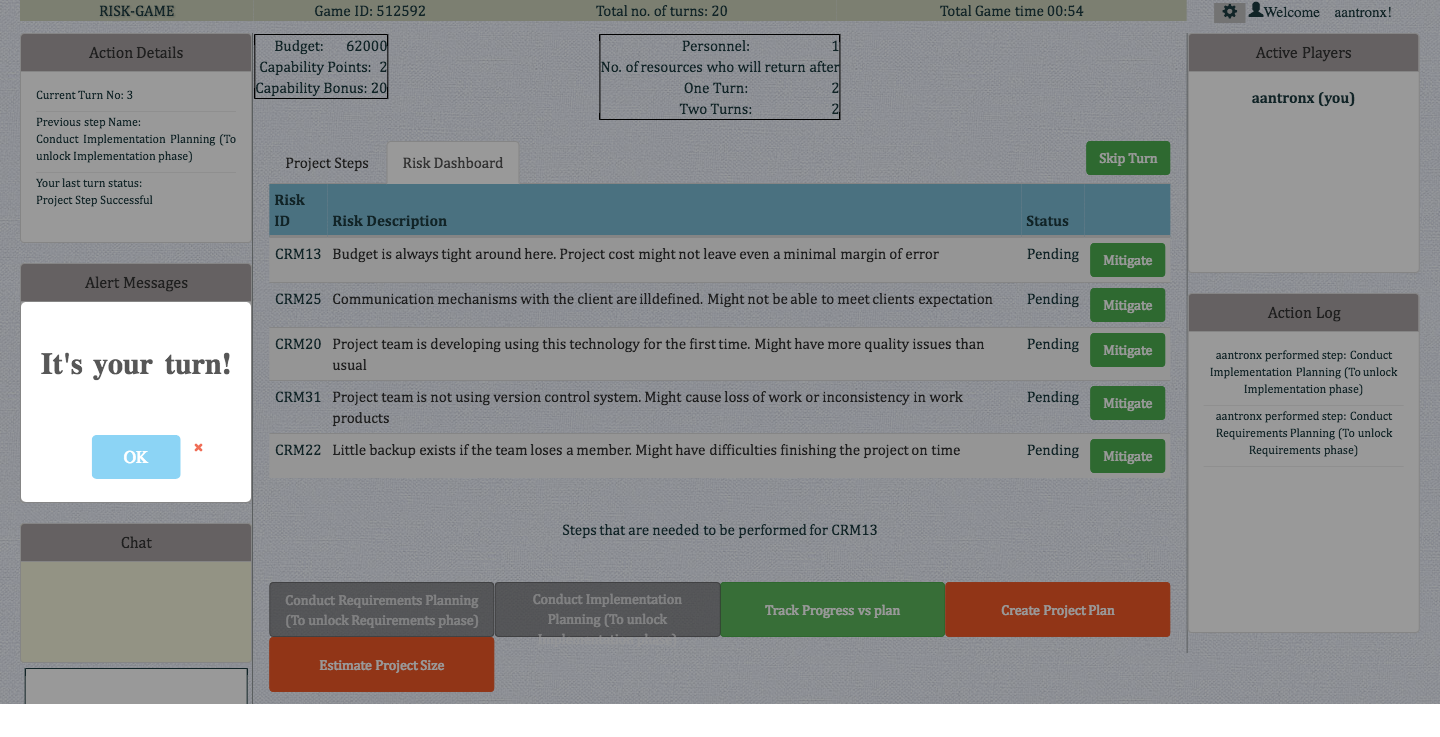 RISK-GAME
Game ID: 512592
Total no. of turns: 20
Total Game time 00:54
Welcome aantronx!
Action Details
Current Turn No: 3
Previous step Name:
Conduct Implementation Planning (To
unlock Implementation phase)
Your last turn status:
Project Step Successful
Alert Messages
It's your turn!
OK
Chat
Budget: 62000
Capability Points: 2
Capability Bonus: 20
Personnel: 1
No. of resources who will return after
One Turn: 2
Two Turns: 2
Project Steps
Risk Dashboard
Skip Turn
Risk
ID
Risk Description
Status
CRM13 Budget is always tight around here. Project cost might not leave even a minimal margin of error Pending Mitigate
CRM25 Communication mechanisms with the client are illdefined. Might not be able to meet clients expectation Pending Mitigate
CRM20 Project team is developing using this technology for the first time. Might have more quality issues than Pending Mitigate
usual
CRM31 Project team is not using version control system. Might cause loss of work or inconsistency in work Pending Mitigate
products
CRM22 Little backup exists if the team loses a member. Might have difficulties finishing the project on time Pending Mitigate
Steps that are needed to be performed for CRM13
Conduct Requirements Planning
(To unlock Requirements phase)
Conduct Implementation
Planning (To unlock
Implementation phase)
Track Progress vs plan
Create Project Plan
Estimate Project Size
Active Players
aantronx (you)
Action Log
aantronx performed step: Conduct
Implementation Planning (To unlock
Implementation phase)
aantronx performed step: Conduct
Requirements Planning (To unlock
Requirements phase)